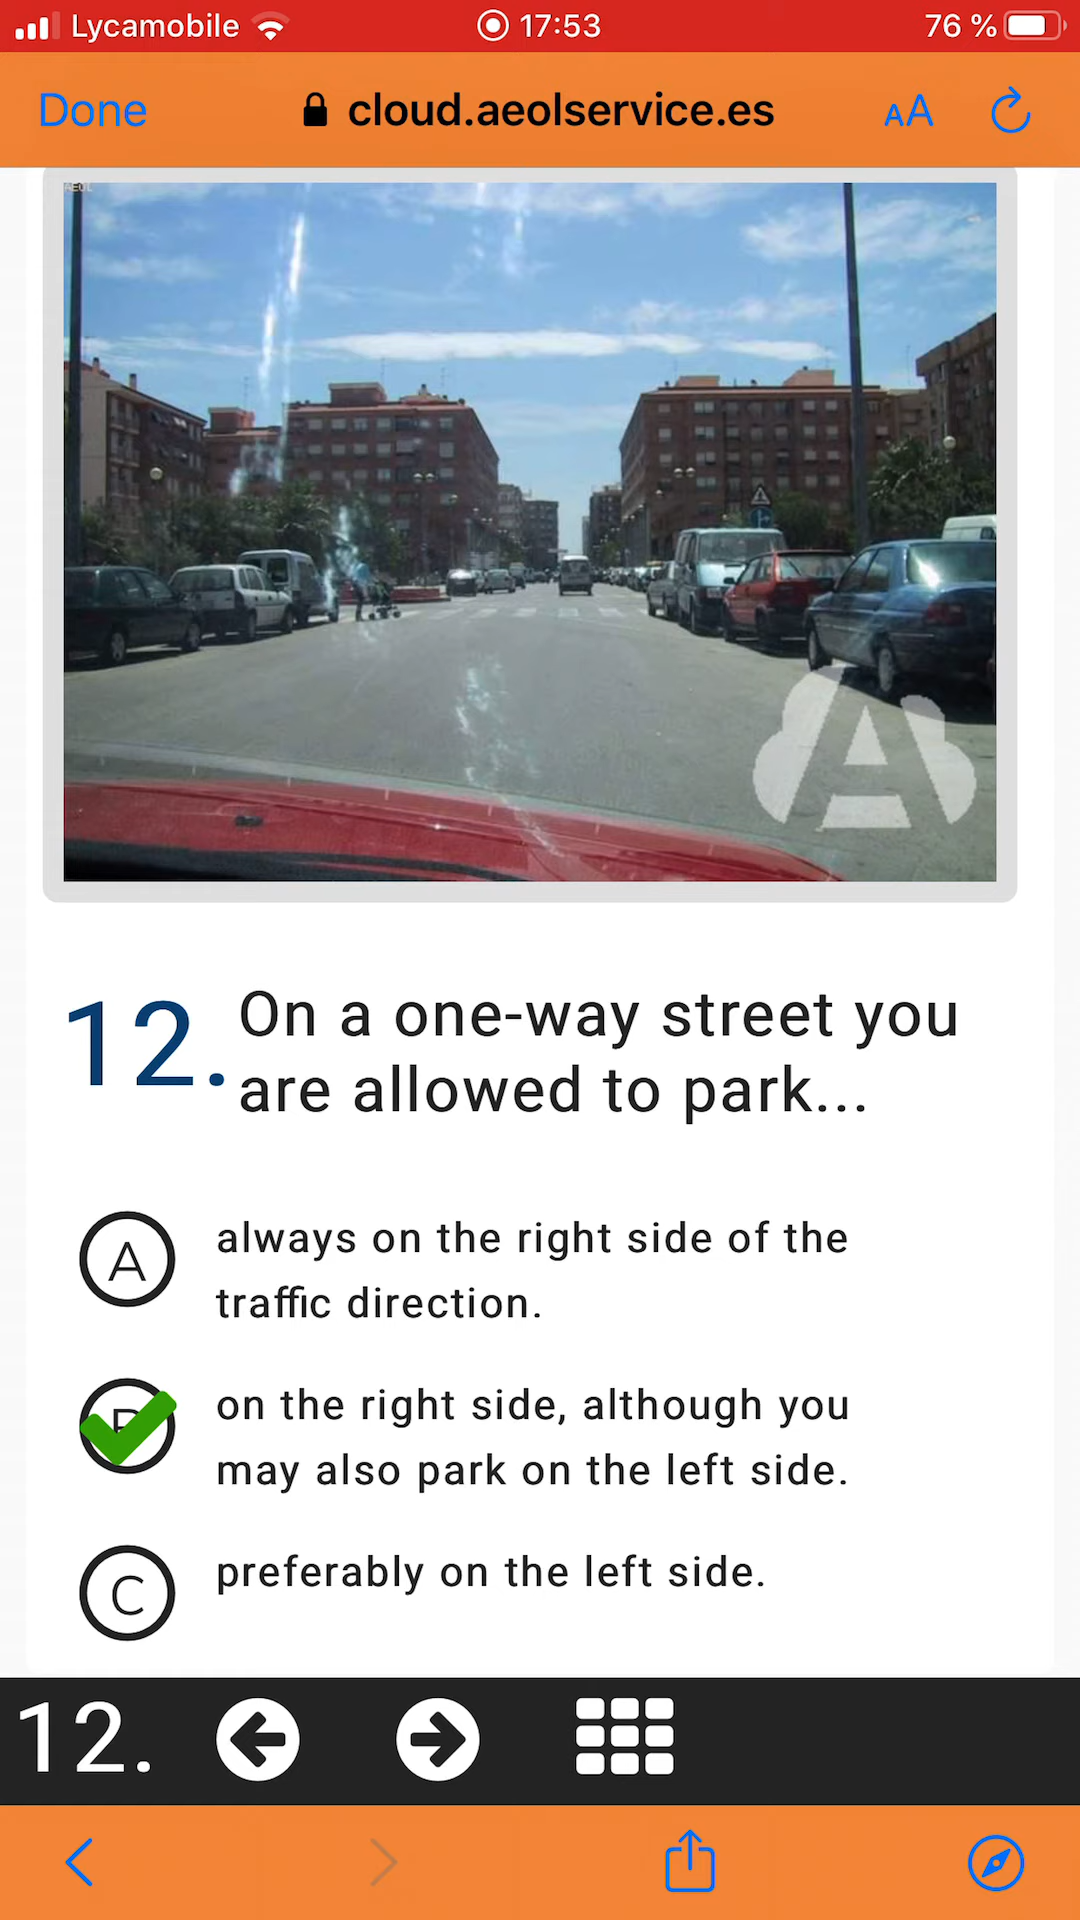 Lycamobile 17:53 76 %
Done cloud.aeolservice.es AA
AEOL
A
12. On a one-way street you
are allowed to park...
A always on the right side of the
traffic direction.
on the right side, although you
may also park on the left side.
C preferably on the left side.
12.